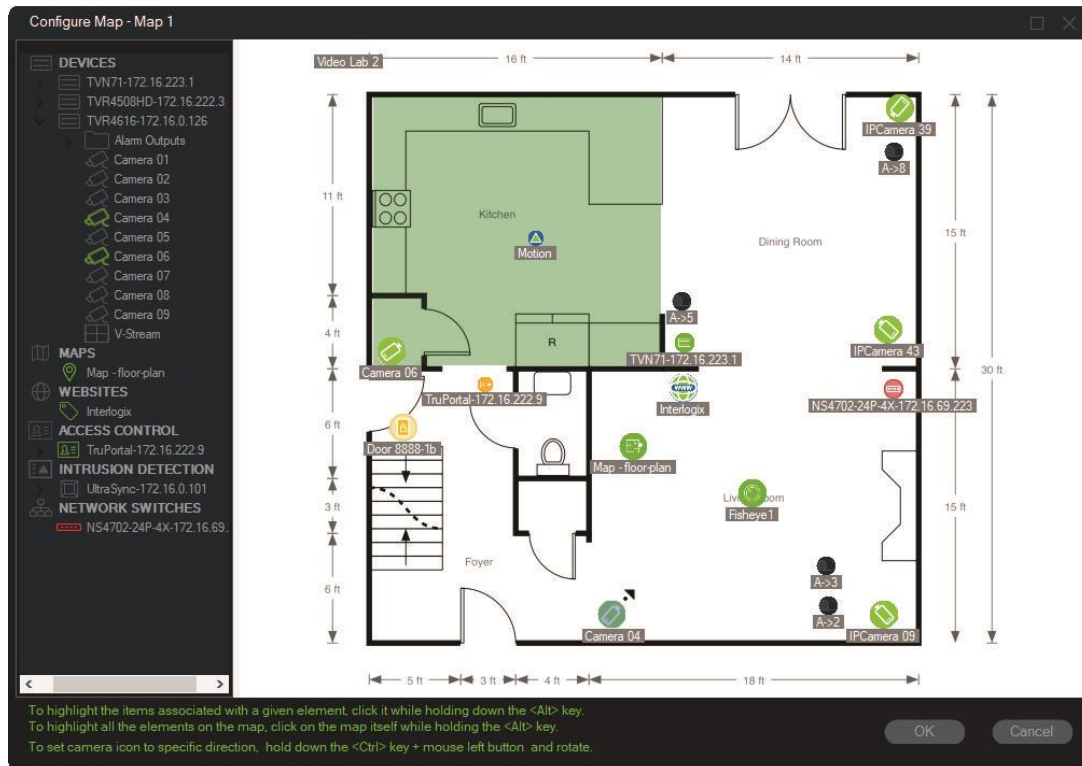 Configure Map - Map 1
DEVICES
TVN71-172.16.223.1
TVR4508HD-172.16.222.3
TVR4616-172.16.0.126
Alarm Outputs
Camera 01
Camera 02
Camera 03
Camera 04
Camera 05
Camera 06
Camera 07
Camera 08
Camera 09
V-Stream
MAPS
Map -floor-plan
WEBSITES
Interlogix
ACCESS CONTROL
TruPortal-172.16.222.9
INTRUSION DETECTION
UltraSync-172.16.0.101
NETWORK SWITCHES
NS4702-24P-4X-172.16.69..
Video Lab 2
16 ft
14 ft
IPCamera 39
A->8
11 ft
Kitchen
Motion
Dining Room
15 ft
A->5
4 ft
R
TVN71-172.16.223.1
IPCamera 43
Camera 06
30 ft
TruPortal-172.16.222.9
www
Interlogix
NS4702-24P-4X-172.16.69.223
6 ft
Door 8888-1b
Map -floor-plan
Living Room
Fisheye1
3 ft
15 ft
Foyer
A->3
6 ft
Camera 04
A->2
IPCamera 09
5 ft
3 ft
4 ft
18 ft
To highlight the items associated with a given element, click it while holding down the <Alt> key.
To highlight all the elements on the map, click on the map itself while holding the <Alt> key.
To set camera icon to specific direction, hold down the <Ctrl> key + mouse left button and rotate.
OK
Cancel